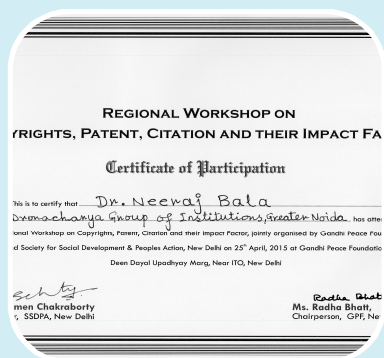 REGIONAL WORKSHOP ON
YRIGHTS, PATENT, CITATION AND THEIR IMPACT FA
Certificate of Participation
his is to certify that Dr. Neeraj Bala
Dronacharya Group of Institutions, Greater Noida. has atte
ional Workshop on Copyrights, Parent, Citation and their Impact Factor, jointly organised by Gandhi Peace Fou
d Society for Social Development & Peoples Action, New Delhi on 25th April, 2015 at Gandhi Peace Foundatio
Deen Dayal Upadhyay Marg, Near ITO, New Delhi
Radha Bhat
men Chakraborty Ms. Radha Bhatt,
r, SSDPA, New Delhi Chairperson, GPF, Ne